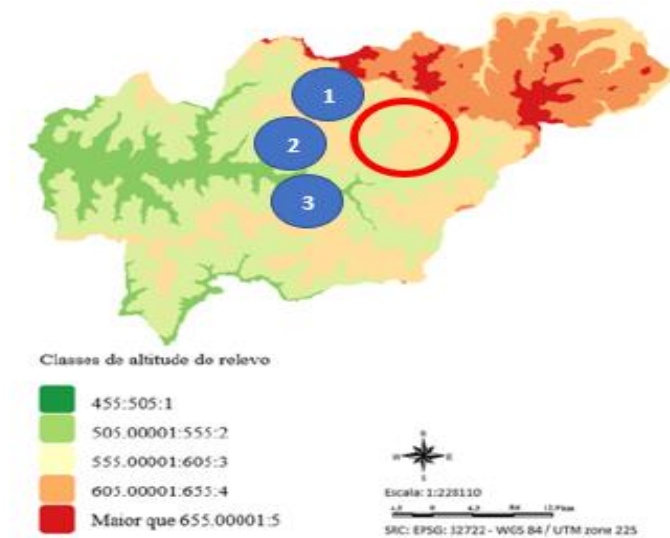 1
2
3
Classes de altitude de relevo
455:505:1
505.00001:555:2
555.00001:605:3
605.00001:655:4
Maior que 655.00001:5
W E
S
Escala: 1:228110
SRC: EPSG: 32722 - WGS 84 / UTM zone 22S